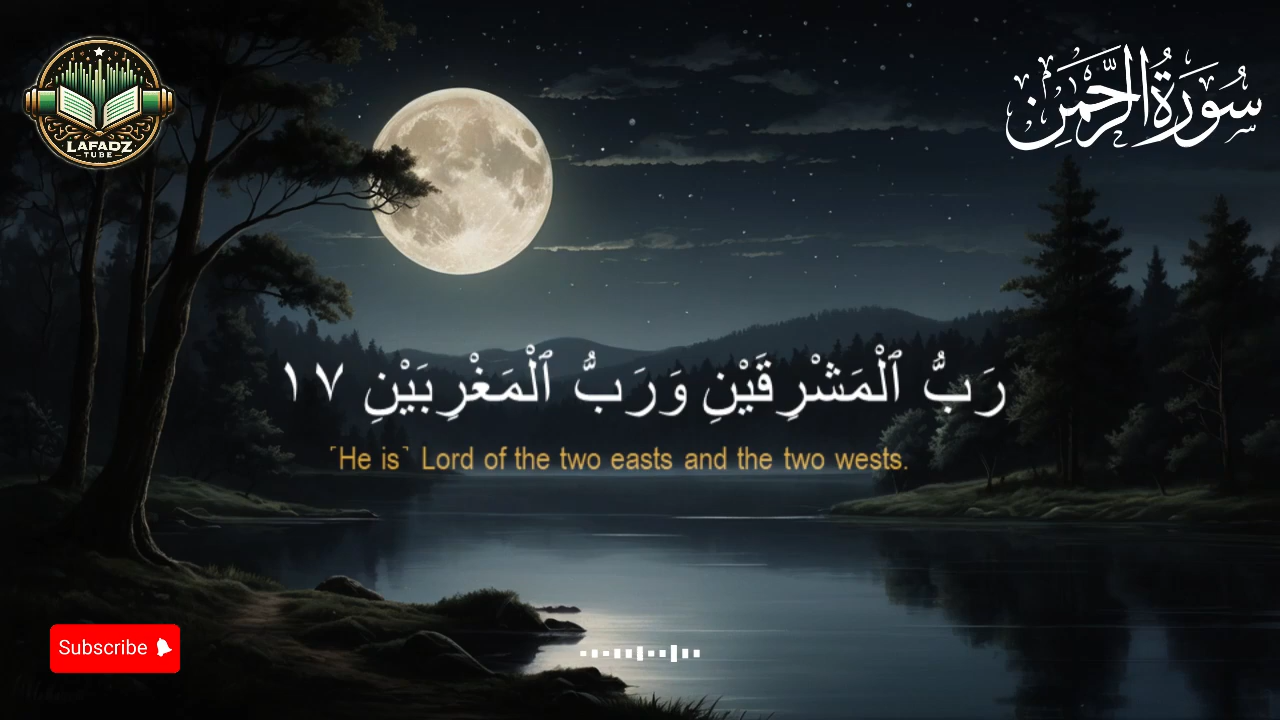 LAFADZ
TUBE
سُورَةُ الرَّحْمَٰن
رَبُّ ٱلْمَشْرِقَيْنِ وَرَبُّ ٱلْمَغْرِبَيْنِ ١٧
˹He is˺ Lord of the two easts and the two wests.
Subscribe